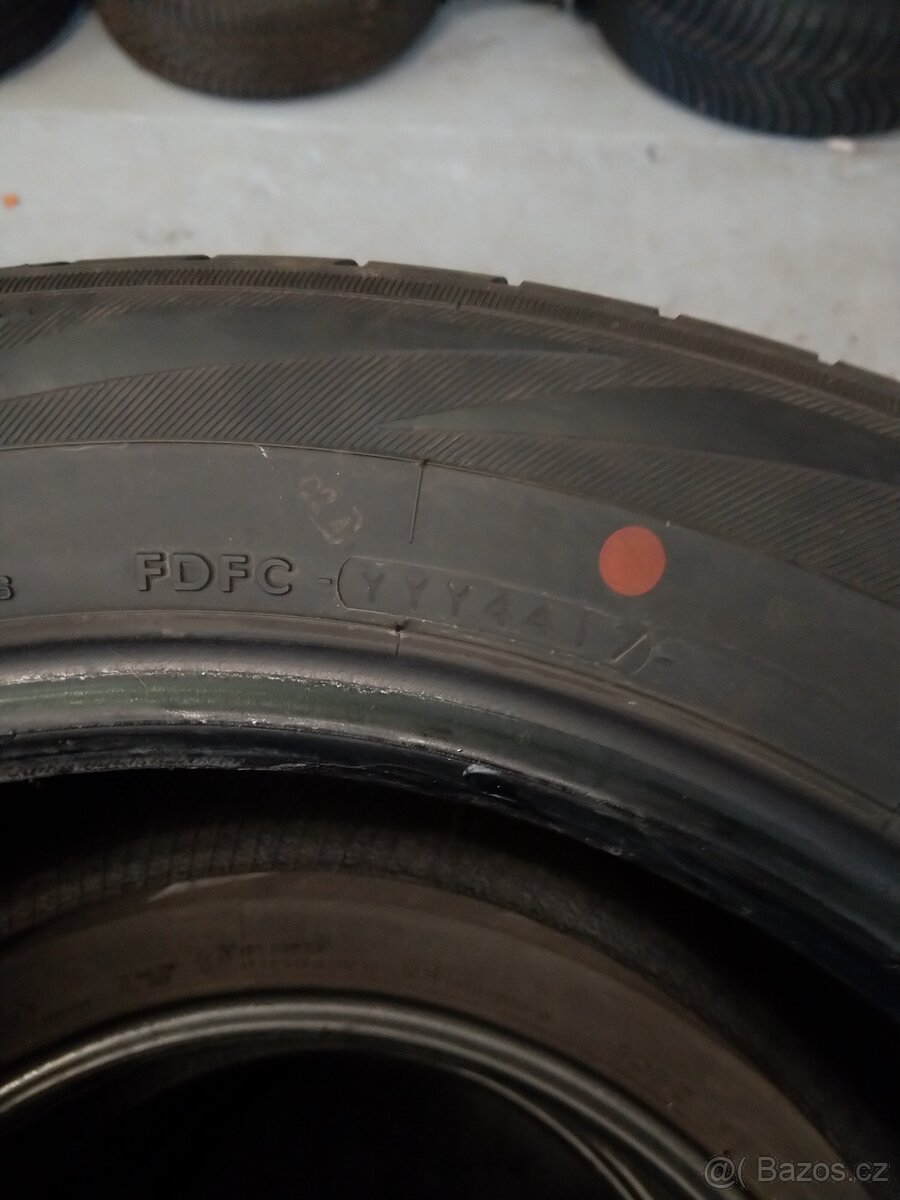 FDFC - YYY4417
@( Bazos.cz